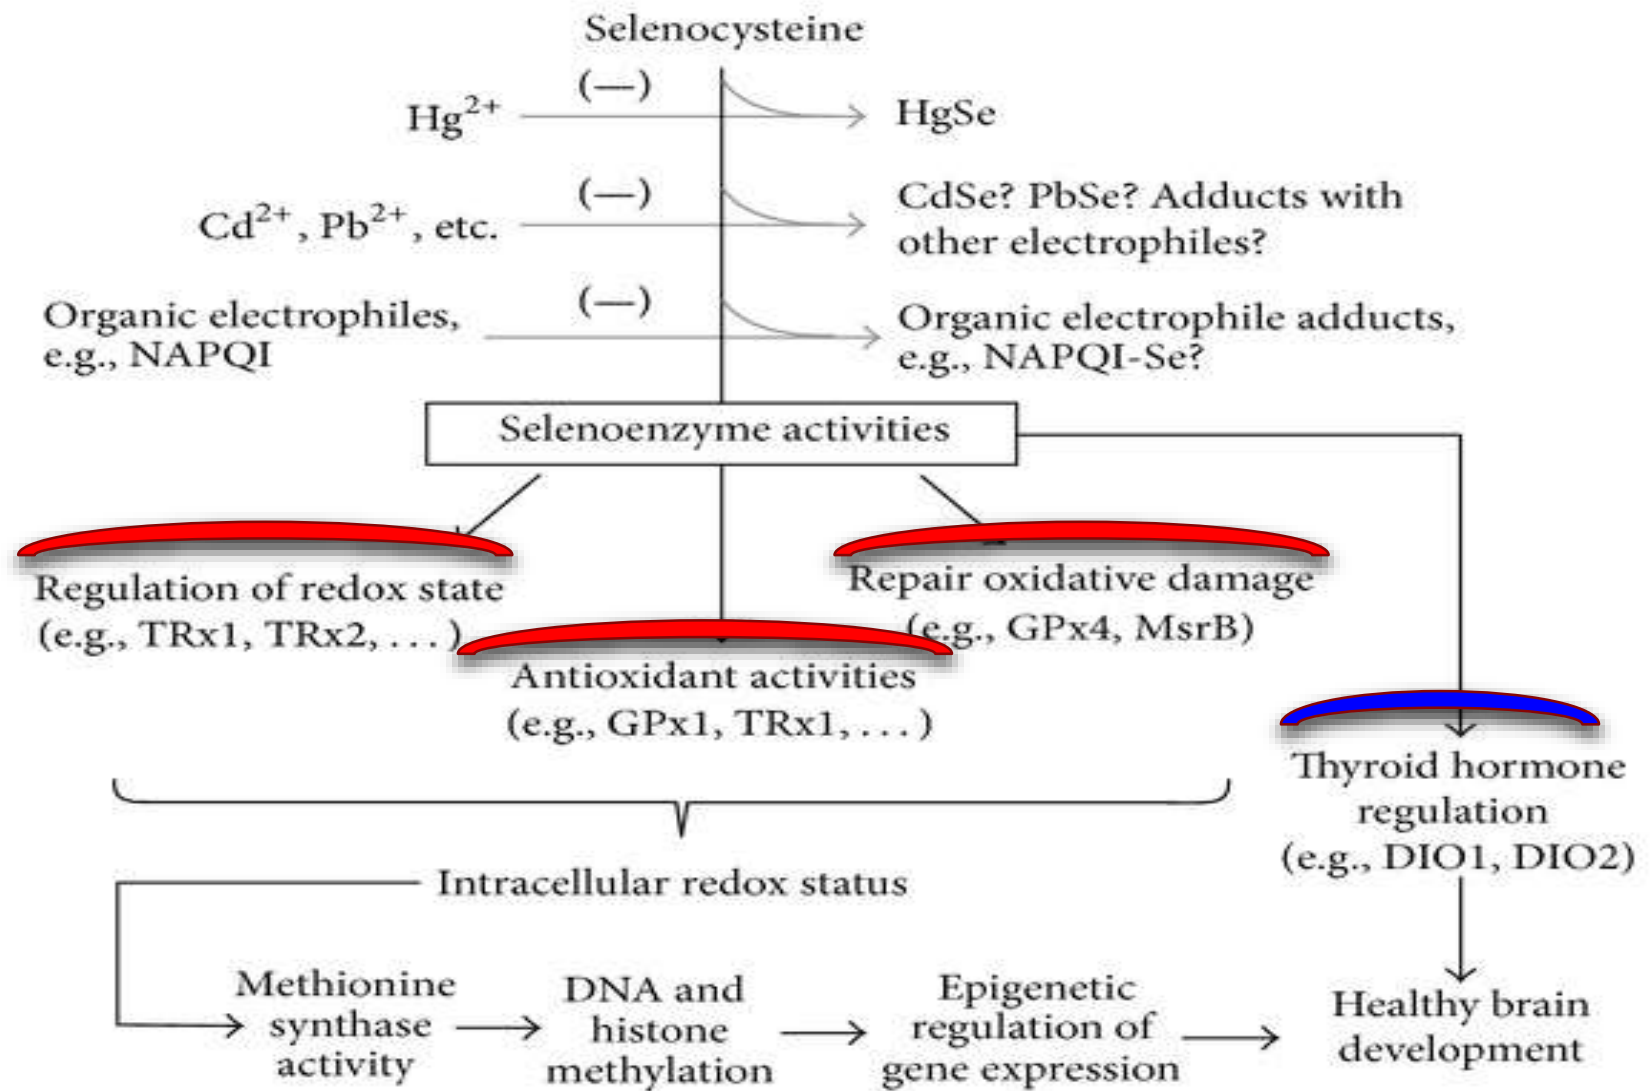 Selenocysteine
(—)
Hg²⁺
HgSe
(—)
Cd²⁺, Pb²⁺, etc.
CdSe? PbSe? Adducts with
other electrophiles?
(—)
Organic electrophiles,
e.g., NAPQI
Organic electrophile adducts,
e.g., NAPQI-Se?
Selenoenzyme activities
Regulation of redox state
(e.g., TRx1, TRx2, . . . )
Repair oxidative damage
(e.g., GPx4, MsrB)
Antioxidant activities
(e.g., GPx1, TRx1, . . . )
Thyroid hormone
regulation
(e.g., DIO1, DIO2)
Intracellular redox status
Methionine
synthase
activity
DNA and
histone
methylation
Epigenetic
regulation of
gene expression
Healthy brain
development